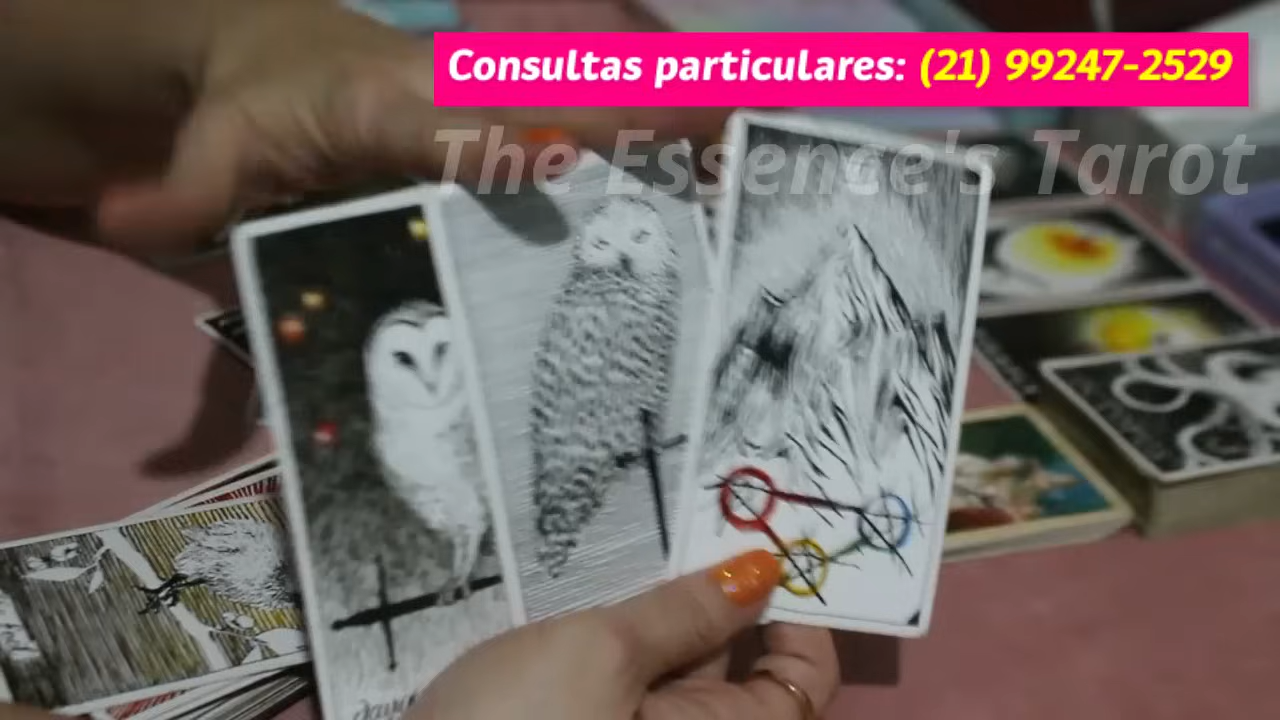 Consultas particulares: (21) 99247-2529
The Essence's Tarot